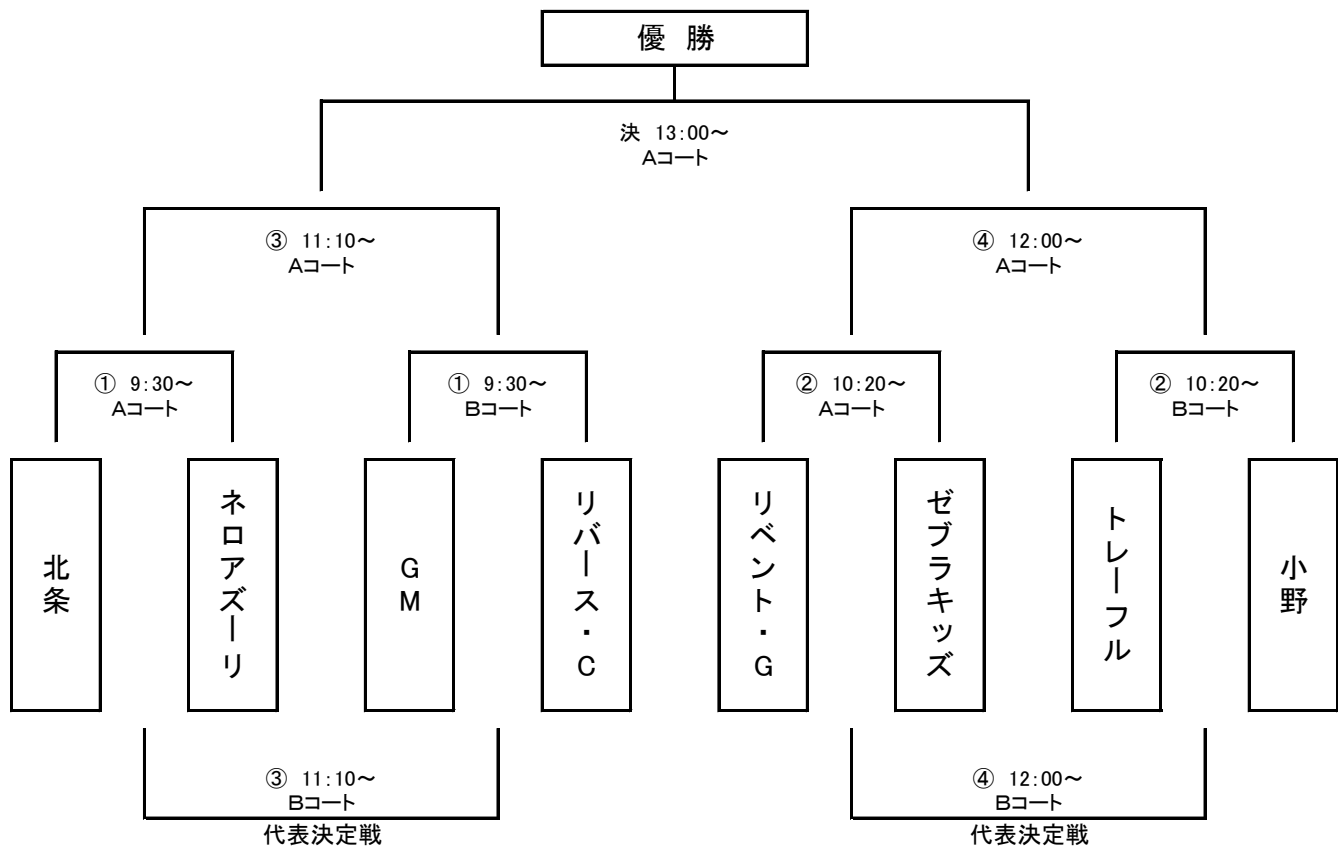 優 勝
決 13:00～
Aコート
③ 11:10～
Aコート
④ 12:00～
Aコート
① 9:30～
Aコート
① 9:30～
Bコート
② 10:20～
Aコート
② 10:20～
Bコート
北条
ネロアズーリ
GM
リバース・C
リベント・G
ゼブラキッズ
トレーフル
小野
③ 11:10～
Bコート
代表決定戦
④ 12:00～
Bコート
代表決定戦